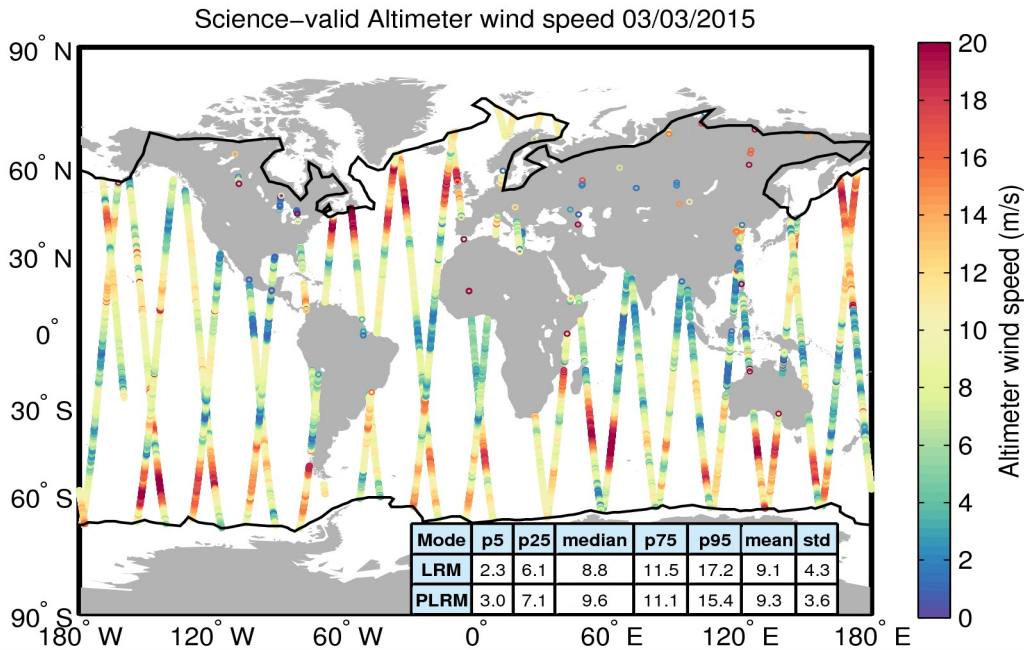 Science-valid Altimeter wind speed 03/03/2015
90° N
60° N
30° N
0°
30° S
60° S
90° S
180° W
120° W
60° W
0°
60° E
120° E
180° E
Mode p5 p25 median p75 p95 mean std
LRM 2.3 6.1 8.8 11.5 17.2 9.1 4.3
PLRM 3.0 7.1 9.6 11.1 15.4 9.3 3.6
20
18
16
14
12
10
8
6
4
2
0
Altimeter wind speed (m/s)